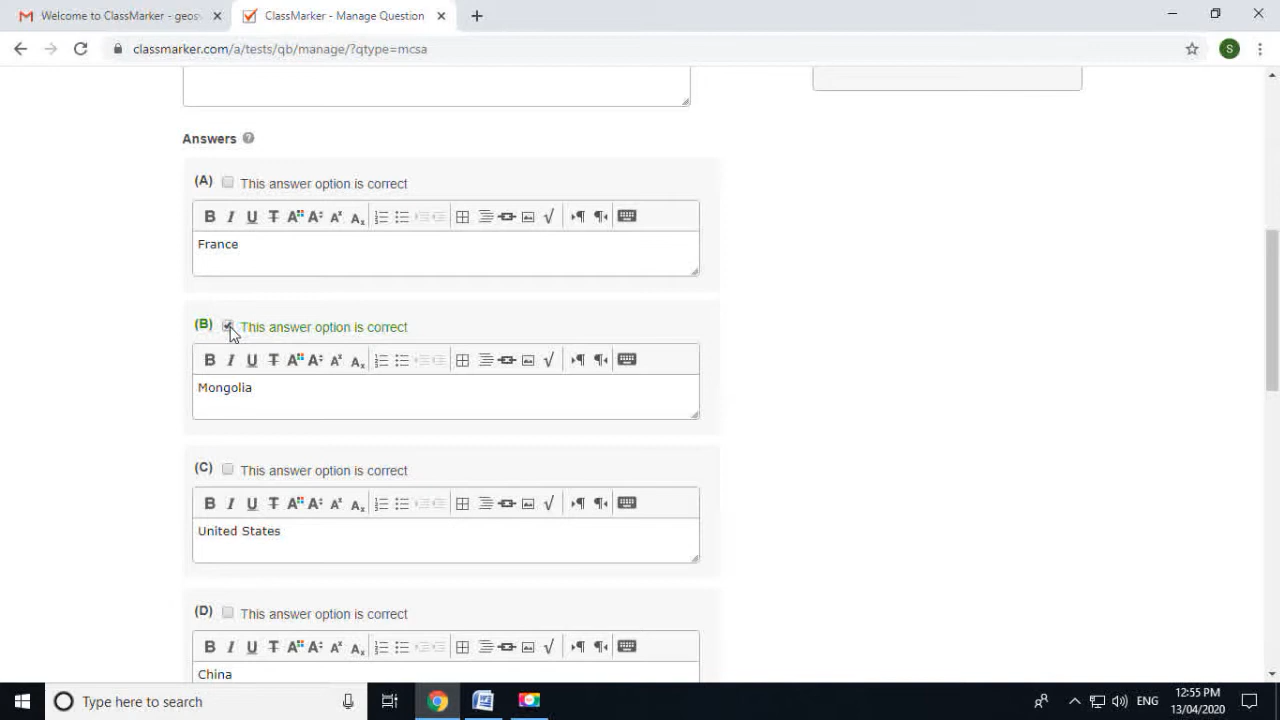 Welcome to ClassMarker - geos
ClassMarker - Manage Question
classmarker.com/a/tests/qb/manage/?qtype=mcsa
S
Answers
(A) This answer option is correct
France
(B) This answer option is correct
Mongolia
(C) This answer option is correct
United States
(D) This answer option is correct
China
Type here to search
ENG
12:55 PM
13/04/2020